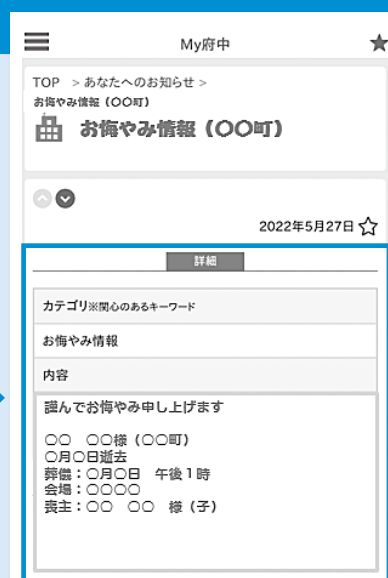 My府中
TOP ＞あなたへのお知らせ＞
お悔やみ情報（〇〇町）
お悔やみ情報（〇〇町）
2022年5月27日
詳細
カテゴリ※関心のあるキーワード
お悔やみ情報
内容
謹んでお悔やみ申し上げます
〇〇　〇〇様（〇〇町）
〇月〇日逝去
葬儀：〇月〇日　午後１時
会場：〇〇〇〇
喪主：〇〇　〇〇　様（子）